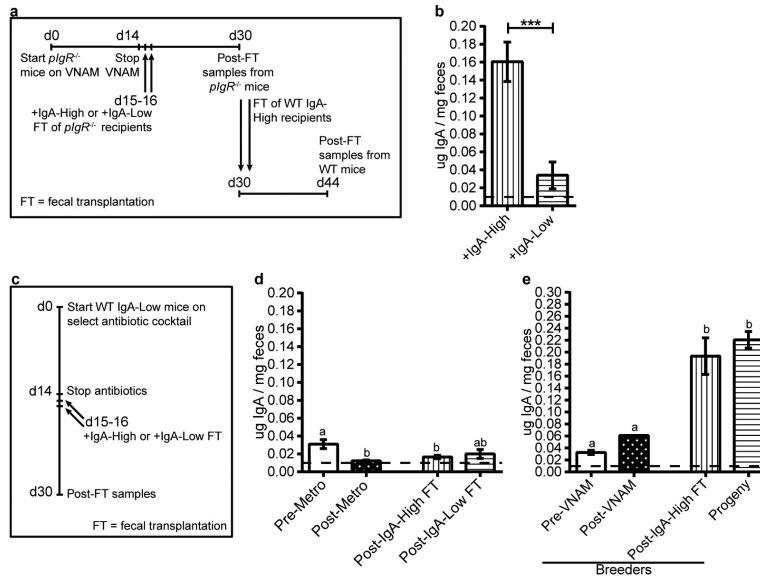 a
d0 d14 d30
Start pIgR-/- mice on VNAM
Stop VNAM
d15-16
+IgA-High or +IgA-Low
FT of pIgR-/- recipients
Post-FT
samples from
pIgR-/- mice
FT of WT IgA-
High recipients
Post-FT
samples from
WT mice
d30 d44
FT = fecal transplantation
b
***
ug IgA / mg feces
0.20
0.18
0.16
0.14
0.12
0.10
0.08
0.06
0.04
0.02
0.00
+IgA-High
+IgA-Low
c
d0
Start WT IgA-Low mice on
select antibiotic cocktail
d14
Stop antibiotics
d15-16
+IgA-High or +IgA-Low FT
d30
Post-FT samples
FT = fecal transplantation
d
ug IgA / mg feces
0.20
0.18
0.16
0.14
0.12
0.10
0.08
0.06
0.04
0.02
0.00
a
b
b
ab
Pre-Metro
Post-Metro
Post-IgA-High FT
Post-IgA-Low FT
e
ug IgA / mg feces
0.30
0.28
0.26
0.24
0.22
0.20
0.18
0.16
0.14
0.12
0.10
0.08
0.06
0.04
0.02
0.00
a
a
b
b
Pre-VNAM
Post-VNAM
Post-IgA-High FT
Progeny
Breeders